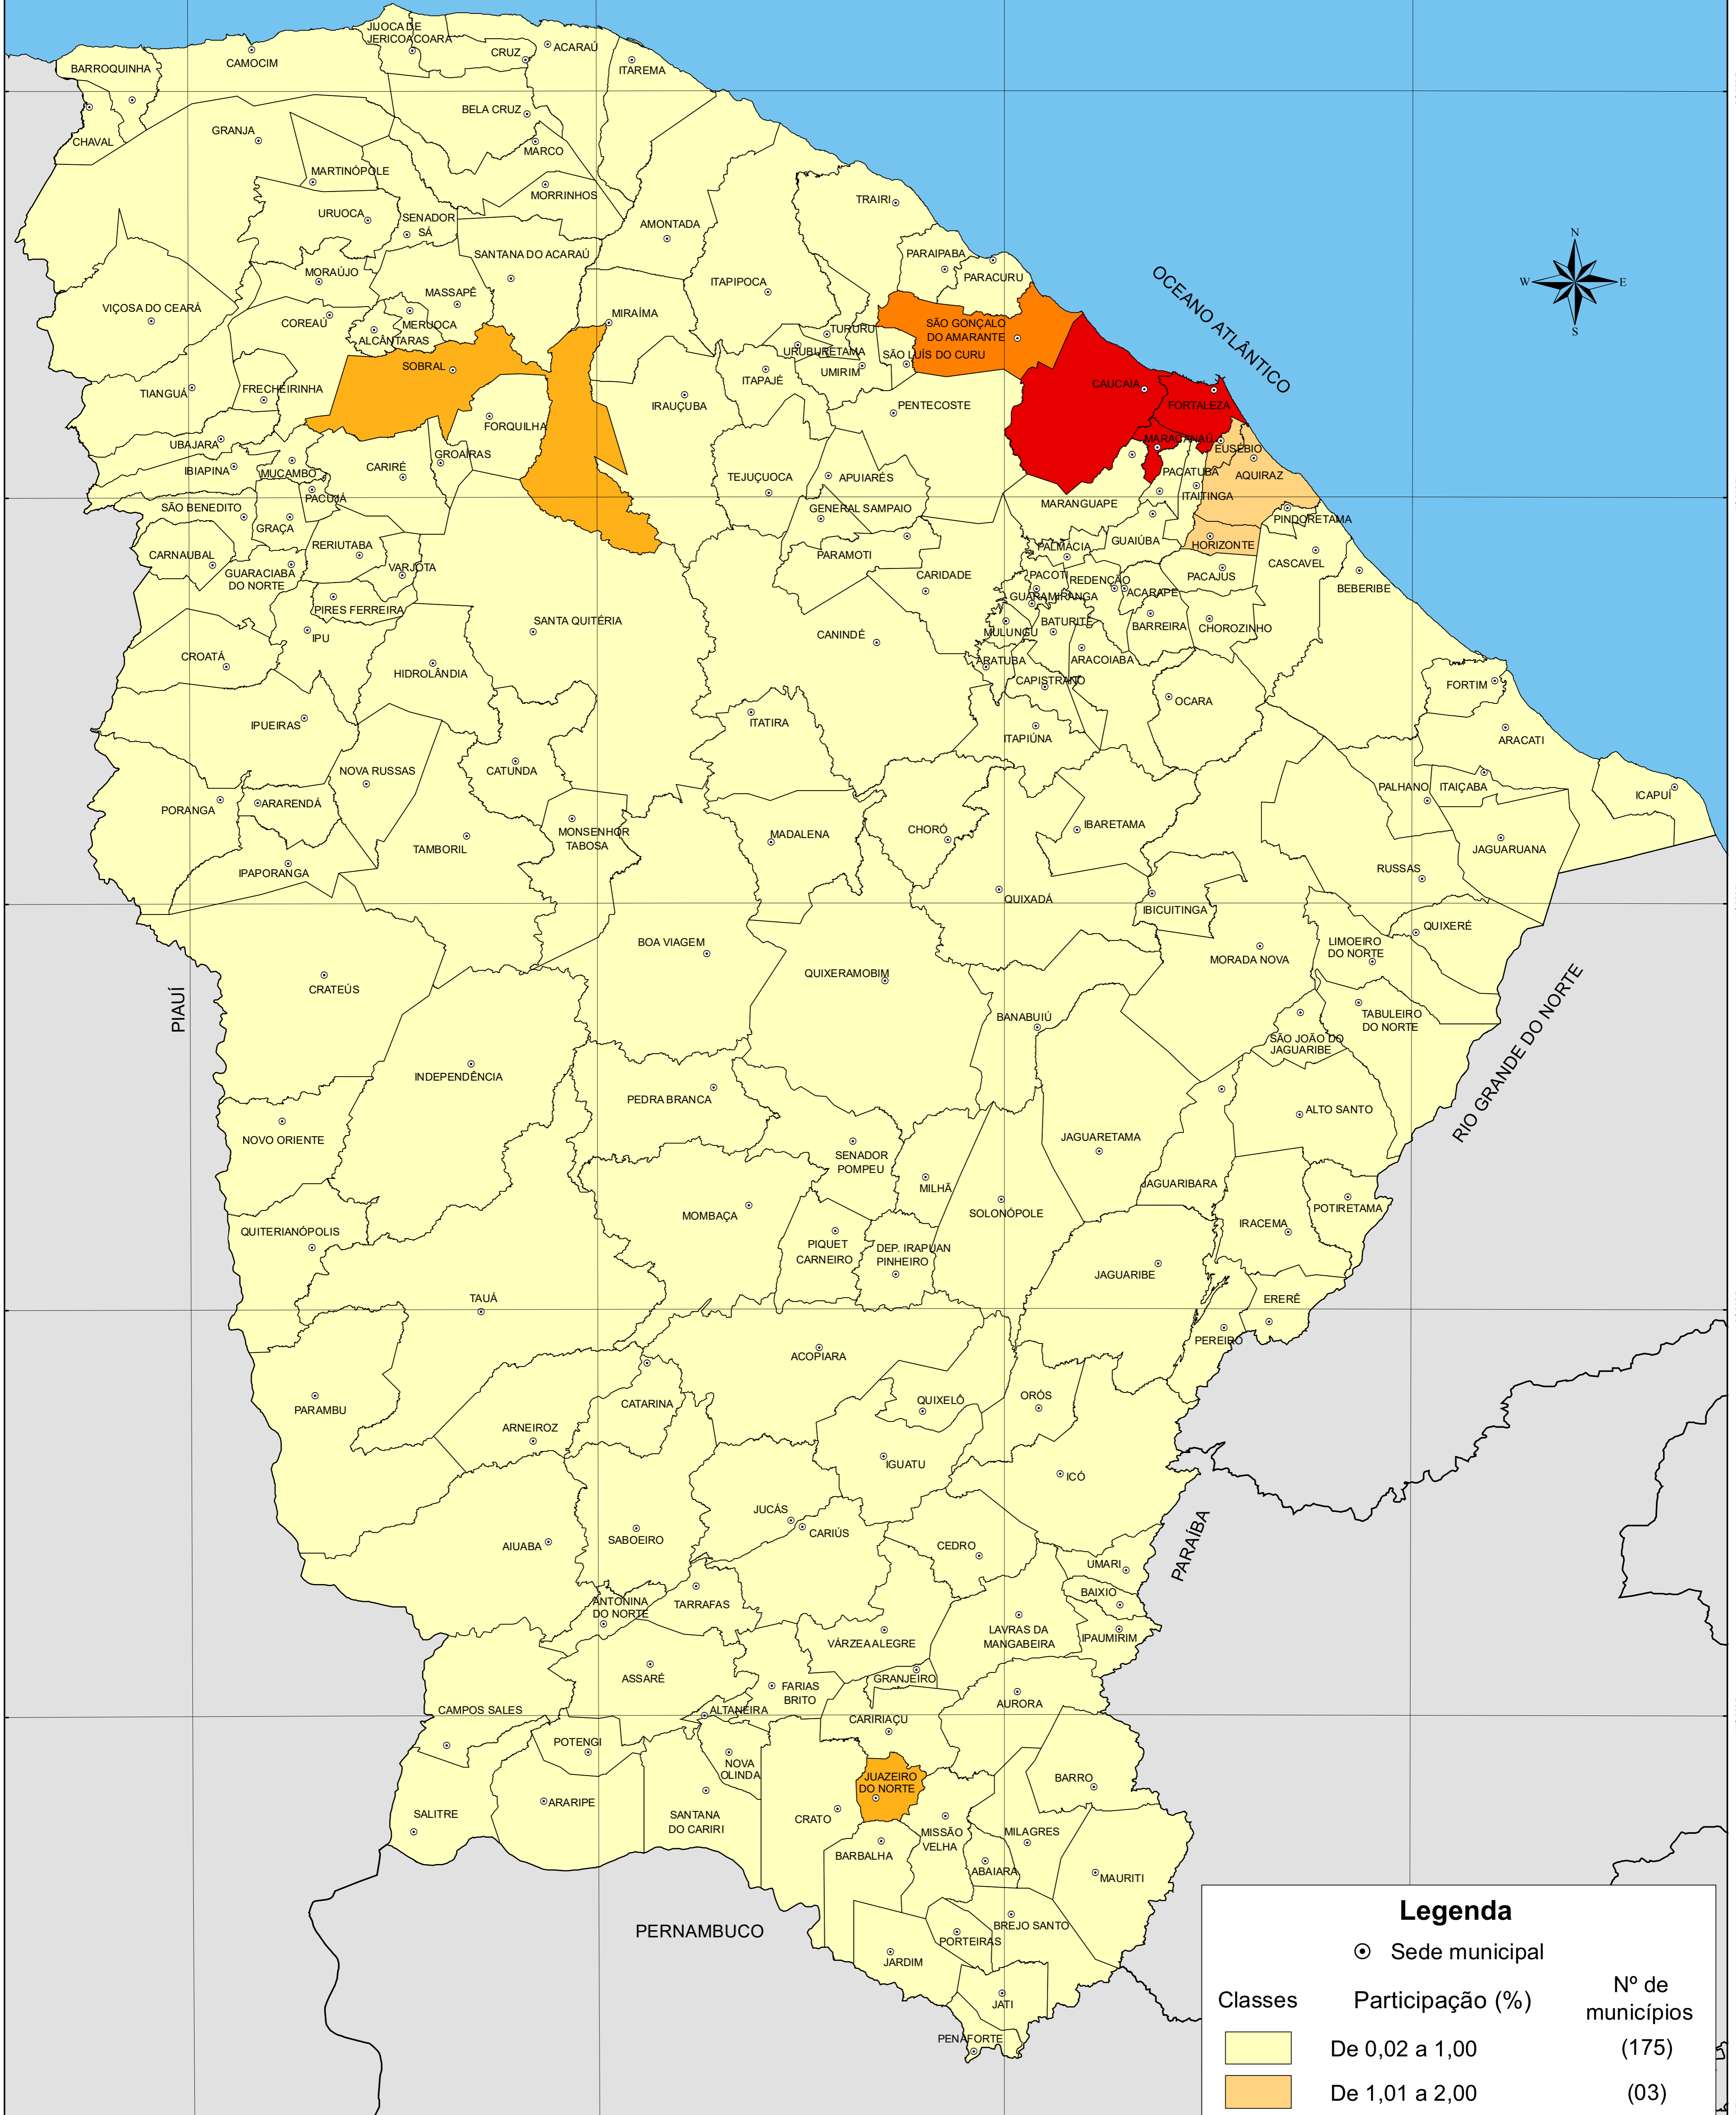 JIJOCA DE
JERICOACOARA
CRUZ
ACARAÚ
ITAREMA
BARROQUINHA
CAMOCIM
BELA CRUZ
CHAVAL
GRANJA
MARCO
MARTINÓPOLE
MORRINHOS
URUOCA
SENADOR
SÁ
AMONTADA
TRAIRI
SANTANA DO ACARAÚ
PARAIPABA
PARACURU
MORAÚJO
ITAPIPOCA
MASSAPÊ
VIÇOSA DO CEARÁ
MIRAÍMA
COREAÚ
MERUOCA
ALCÂNTARAS
TURURU
SÃO GONÇALO
DO AMARANTE
URUBURETAMA
SÃO LUÍS DO CURU
SOBRAL
UMIRIM
ITAPAJÉ
OCEANO ATLÂNTICO
N
W
E
S
CAUCAIA
TIANGUÁ
FRECHEIRINHA
IRAUÇUBA
PENTECOSTE
FORTALEZA
FORQUILHA
UBAJARA
MARACANAÚ
EUSÉBIO
GROAÍRAS
IBIAPINA
MUCAMBO
CARIRÉ
TEJUÇUOCA
APUIARÉS
PACATUBA
AQUIRAZ
PACUJÁ
ITAITINGA
MARANGUAPE
SÃO BENEDITO
GENERAL SAMPAIO
PINDORETAMA
GRAÇA
CARNAUBAL
RERIUTABA
PARAMOTI
PALMÁCIA
GUAIÚBA
HORIZONTE
GUARACIABA
DO NORTE
VARJOTA
CASCAVEL
CARIDADE
PACOTI
REDENÇÃO
PACAJUS
BEBERIBE
GUARAMIRANGA
ACARAPE
PIRES FERREIRA
SANTA QUITÉRIA
IPU
CANINDÉ
MULUNGU
BATURITÉ
BARREIRA
CHOROZINHO
CROATÁ
HIDROLÂNDIA
ARATUBA
ARACOIABA
CAPISTRANO
FORTIM
OCARA
IPUEIRAS
ITATIRA
ITAPIÚNA
ARACATI
NOVA RUSSAS
CATUNDA
PORANGA
ARARENDÁ
PALHANO
ITAIÇABA
ICAPUÍ
MONSENHOR
TABOSA
MADALENA
CHORÓ
IBARETAMA
TAMBORIL
JAGUARUANA
IPAPORANGA
RUSSAS
QUIXADÁ
IBICUITINGA
QUIXERÉ
BOA VIAGEM
LIMOEIRO
DO NORTE
QUIXERAMOBIM
MORADA NOVA
CRATEÚS
PIAUÍ
BANABUIÚ
TABULEIRO
DO NORTE
SÃO JOÃO DO
JAGUARIBE
RIO GRANDE DO NORTE
INDEPENDÊNCIA
PEDRA BRANCA
ALTO SANTO
NOVO ORIENTE
JAGUARETAMA
SENADOR
POMPEU
MILHÃ
JAGUARIBARA
MOMBAÇA
SOLONÓPOLE
POTIRETAMA
IRACEMA
QUITERIANÓPOLIS
PIQUET
CARNEIRO
DEP. IRAPUAN
PINHEIRO
JAGUARIBE
TAUÁ
ERERÊ
PEREIRO
ACOPIARA
PARAMBU
CATARINA
QUIXELÔ
ORÓS
ARNEIROZ
IGUATU
ICÓ
JUCÁS
CARIÚS
AIUABA
SABOEIRO
CEDRO
PARAÍBA
UMARI
BAIXIO
ANTONINA
DO NORTE
TARRAFAS
LAVRAS DA
MANGABEIRA
IPAUMIRIM
VÁRZEA ALEGRE
ASSARÉ
FARIAS
BRITO
GRANJEIRO
AURORA
CAMPOS SALES
ALTANEIRA
CARIRIAÇU
POTENGI
NOVA
OLINDA
JUAZEIRO
DO NORTE
BARRO
SALITRE
ARARIPE
SANTANA
DO CARIRI
CRATO
MISSÃO
VELHA
MILAGRES
BARBALHA
ABAIARA
MAURITI
PERNAMBUCO
BREJO SANTO
PORTEIRAS
JARDIM
JATI
PENAFORTE
Legenda
Sede municipal
Classes Participação (%) Nº de
municípios
De 0,02 a 1,00 (175)
De 1,01 a 2,00 (03)